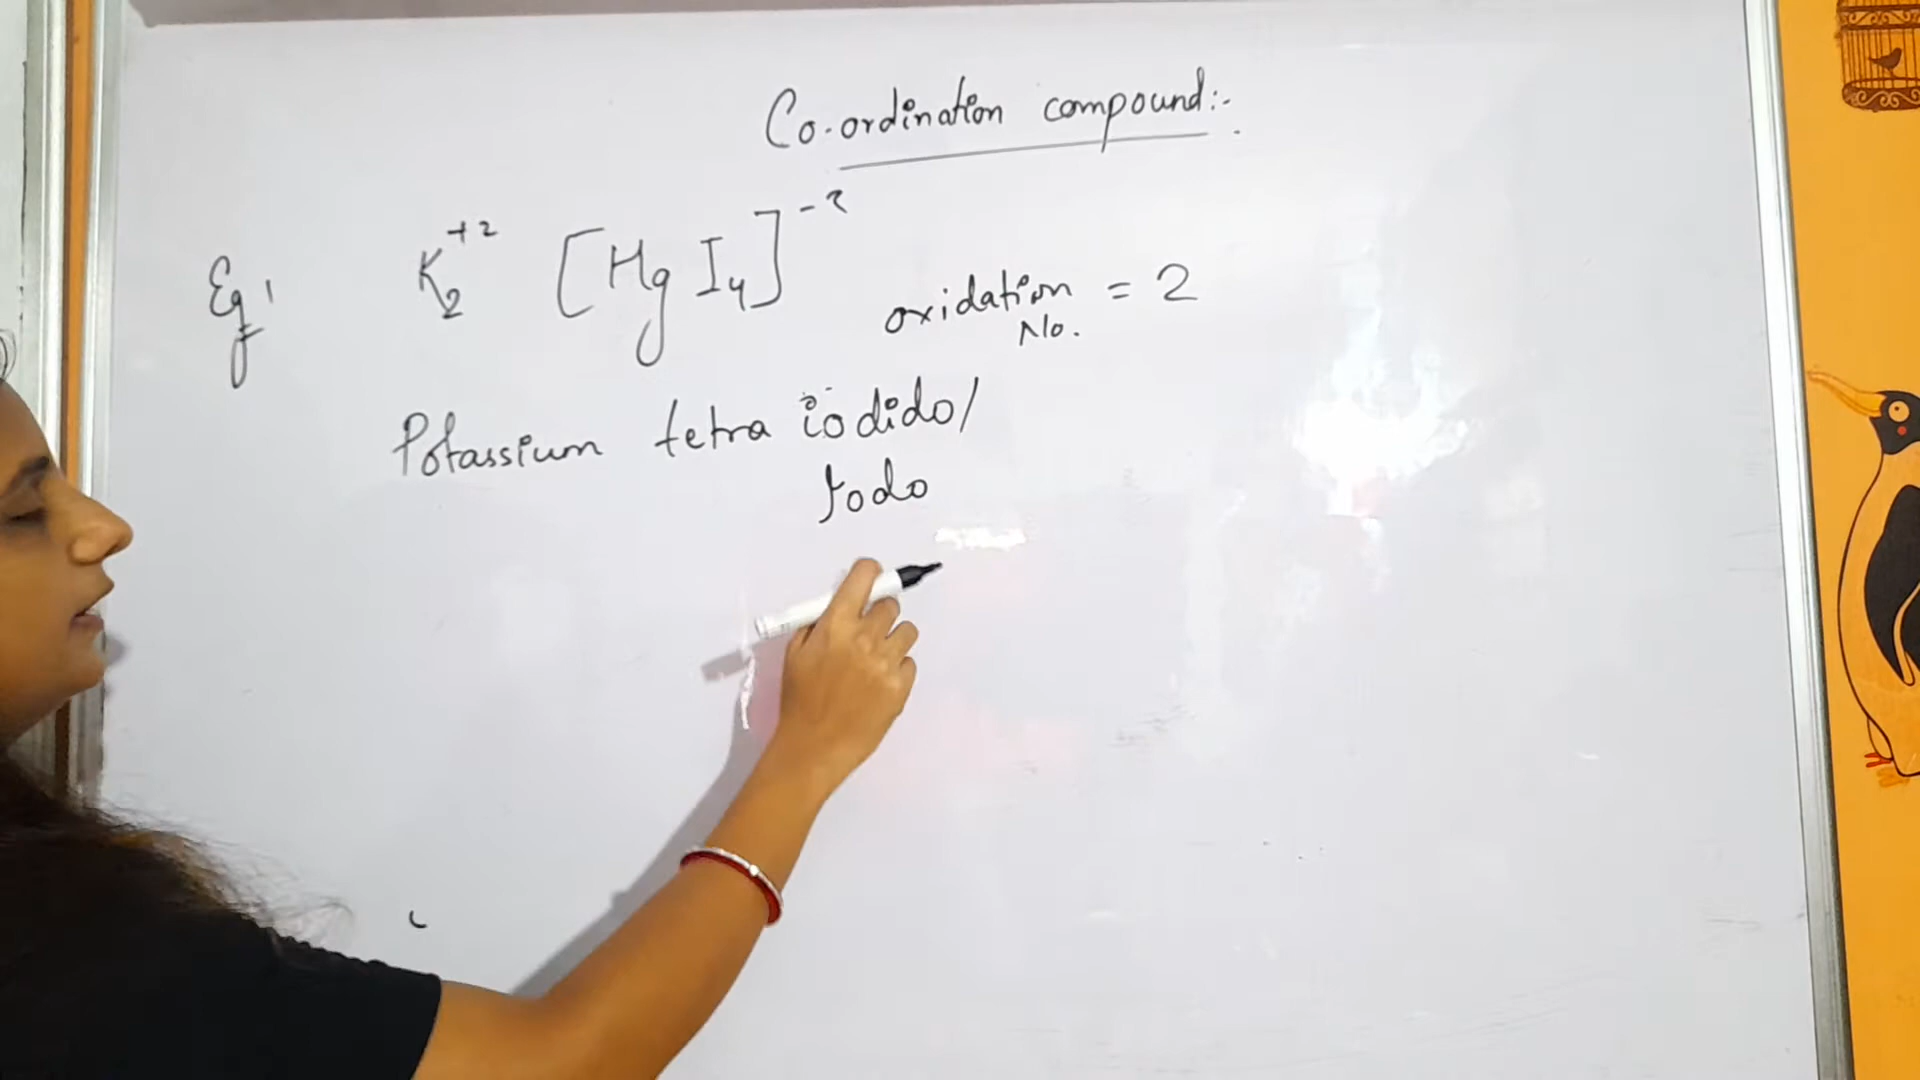 Co-ordination compound:-
Eg' K₂⁺² [Hg I₄]⁻²
oxidation No. = 2
Potassium tetra iodido/
Iodo